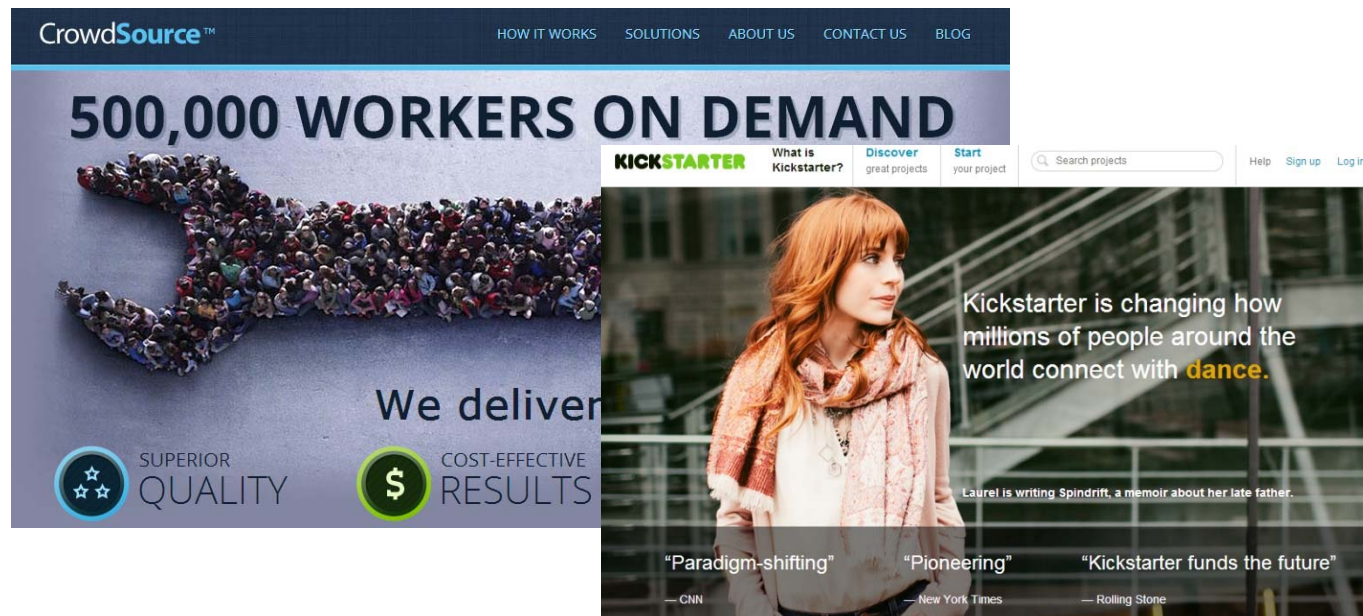 CrowdSource™
HOW IT WORKS SOLUTIONS ABOUT US CONTACT US BLOG
500,000 WORKERS ON DEMAND
We deliver
SUPERIOR
QUALITY
COST-EFFECTIVE
RESULTS
KICKSTARTER
What is
Kickstarter?
Discover
great projects
Start
your project
Search projects
Help Sign up Log in
Kickstarter is changing how
millions of people around the
world connect with dance.
Laurel is writing Spindrift, a memoir about her late father.
“Paradigm-shifting”
— CNN
“Pioneering”
— New York Times
“Kickstarter funds the future”
— Rolling Stone